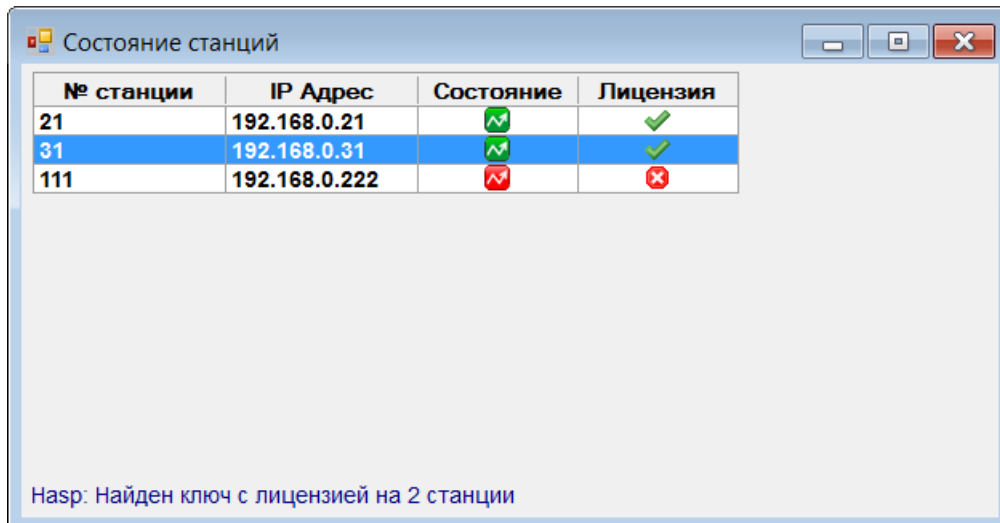 Состояние станций
№ станции IP Адрес Состояние Лицензия
21 192.168.0.21
31 192.168.0.31
111 192.168.0.222
Hasp: Найден ключ с лицензией на 2 станции